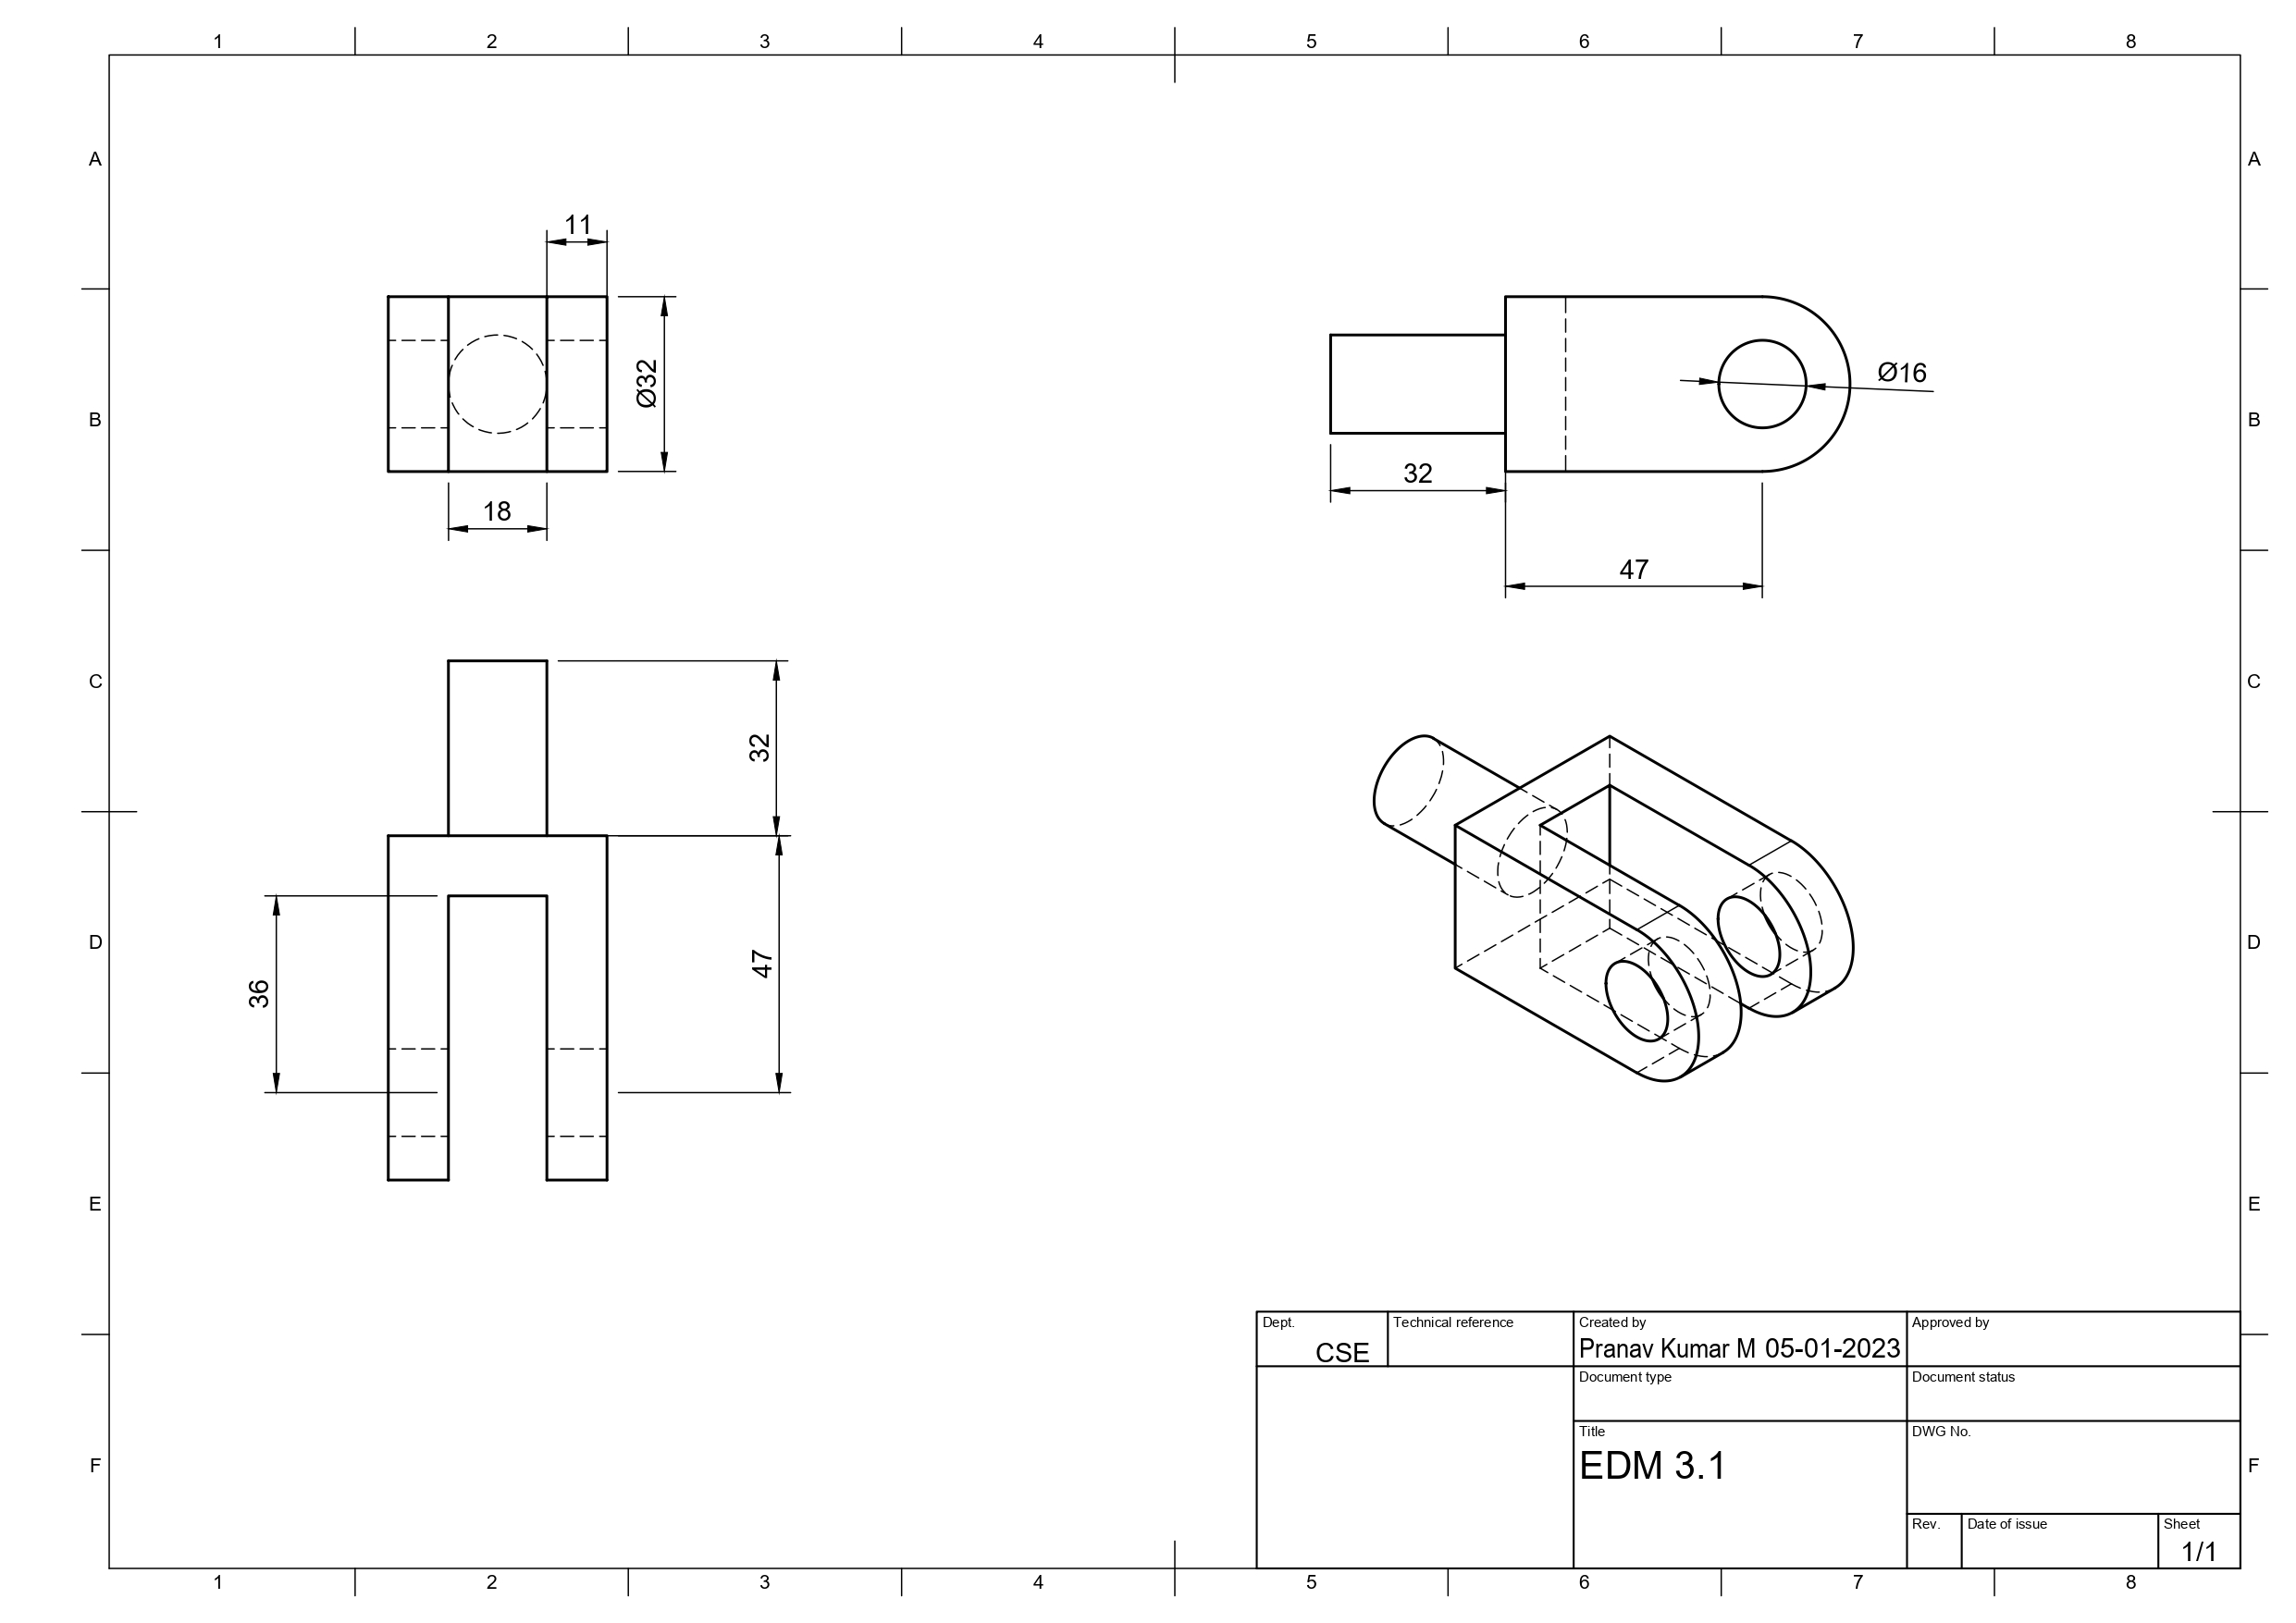 1 2 3 4 5 6 7 8
A A
11
B Ø32 Ø16 B
32
18
47
C C
32
D 47 D
36
E E
Dept. Technical reference Created by Approved by
CSE Pranav Kumar M 05-01-2023
Document type Document status
Title DWG No.
EDM 3.1
F F
Rev. Date of issue Sheet
1/1
1 2 3 4 5 6 7 8